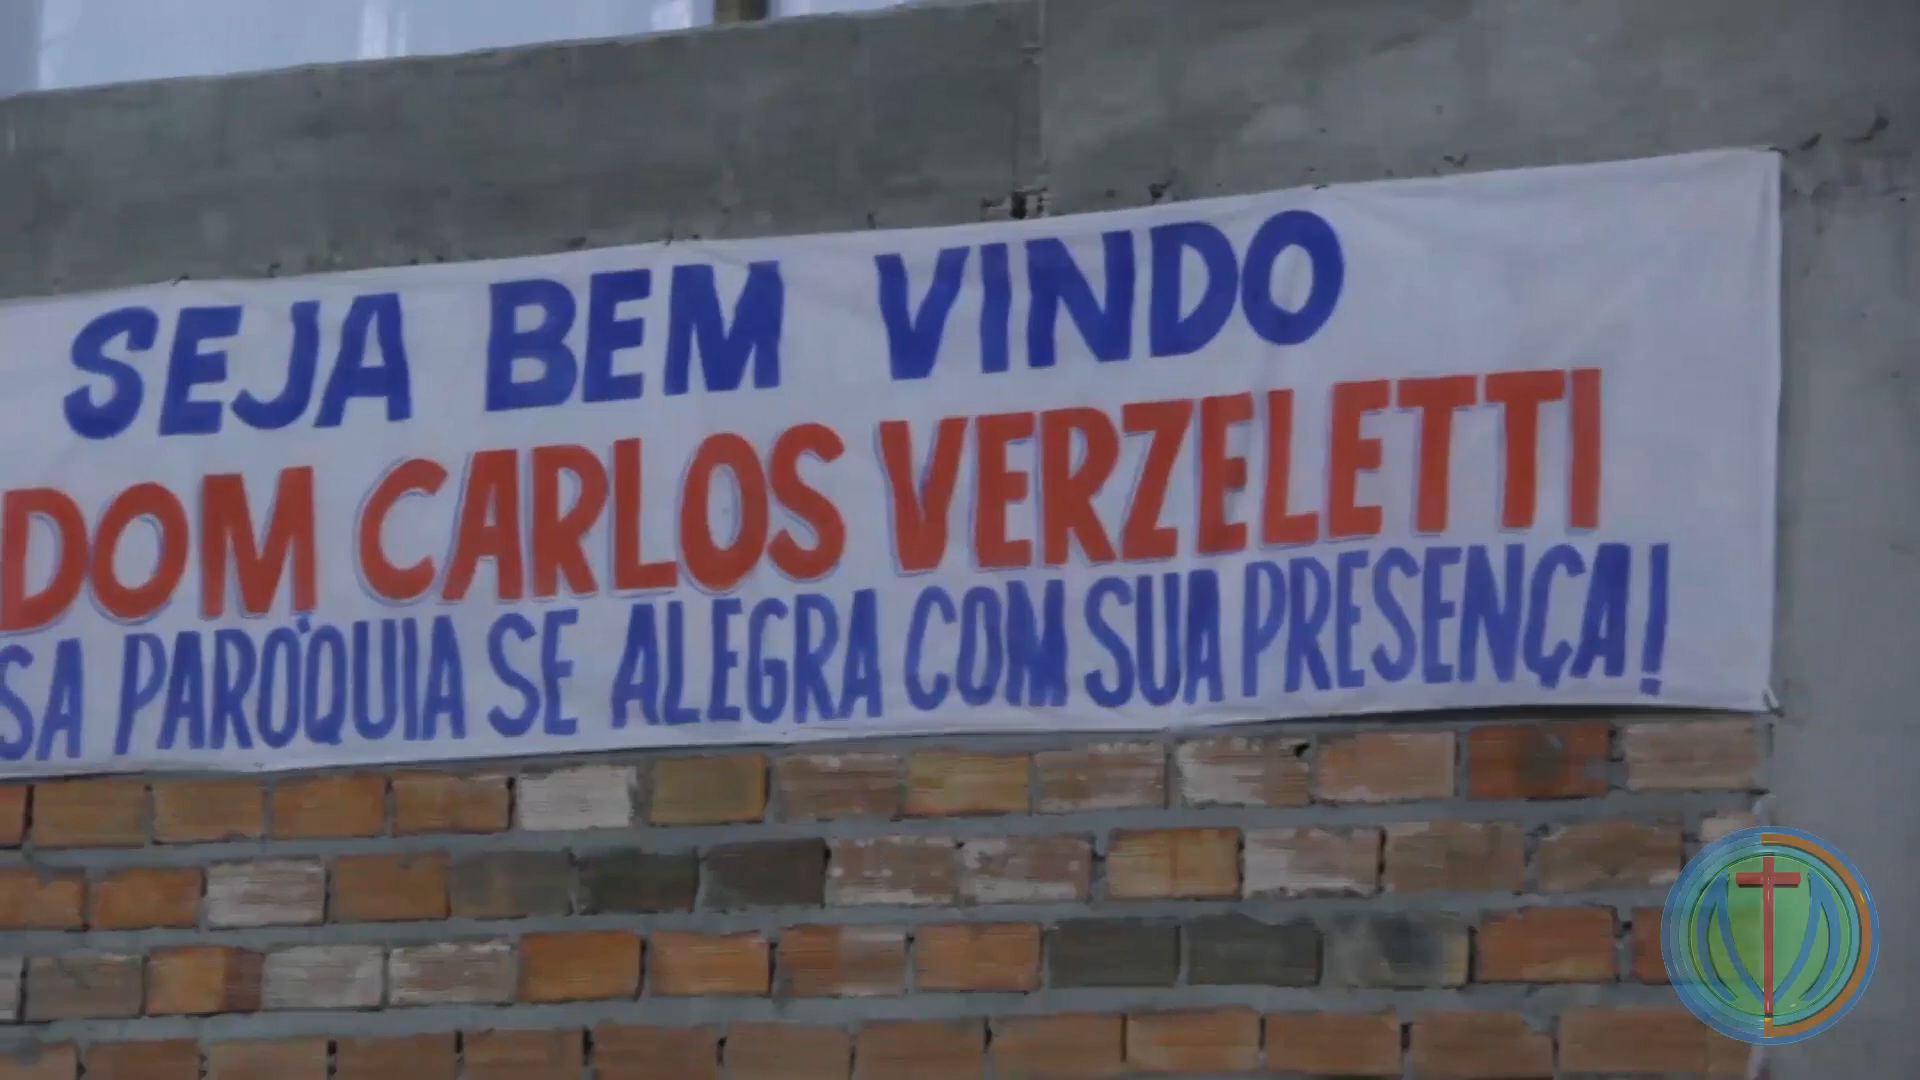 SEJA BEM VINDO
DOM CARLOS VERZELETTI
SA PARÓQUIA SE ALEGRA COM SUA PRESENÇA!